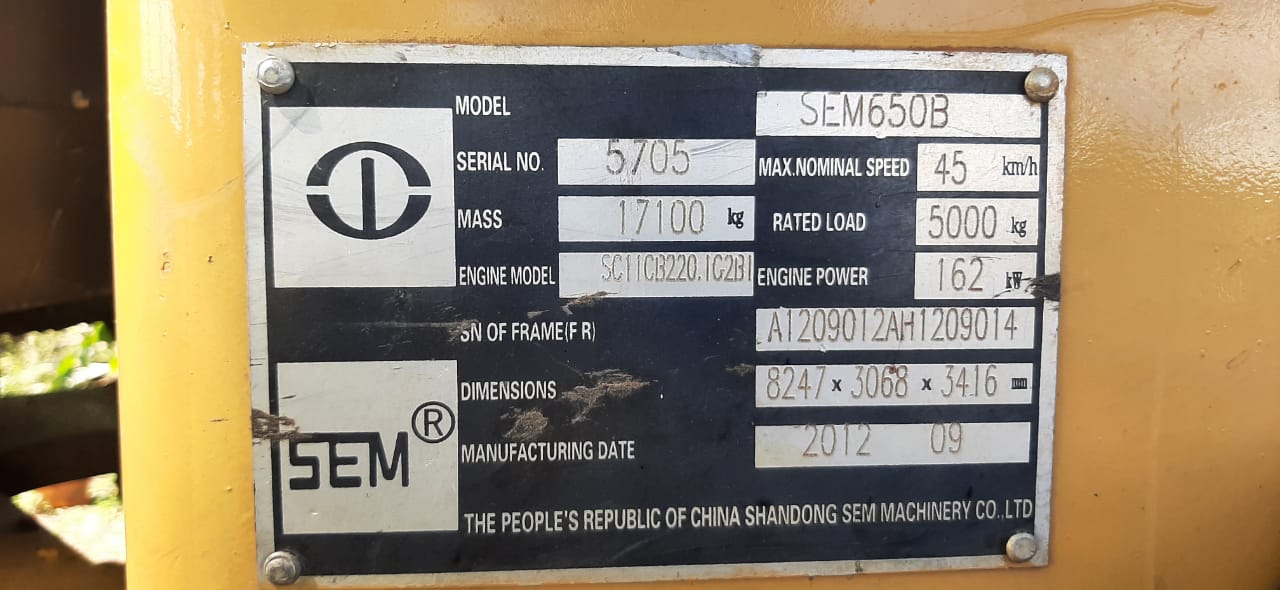 MODEL SEM650B
SERIAL NO. 5705 MAX.NOMINAL SPEED 45 km/h
MASS 17100 kg RATED LOAD 5000 kg
ENGINE MODEL SC11CB220.1G2B1 ENGINE POWER 162 kW
SN OF FRAME(F R) A1209012AH1209014
DIMENSIONS 8247 x 3068 x 3416 mm
SEM®
MANUFACTURING DATE 2012 09
THE PEOPLE'S REPUBLIC OF CHINA SHANDONG SEM MACHINERY CO.,LTD